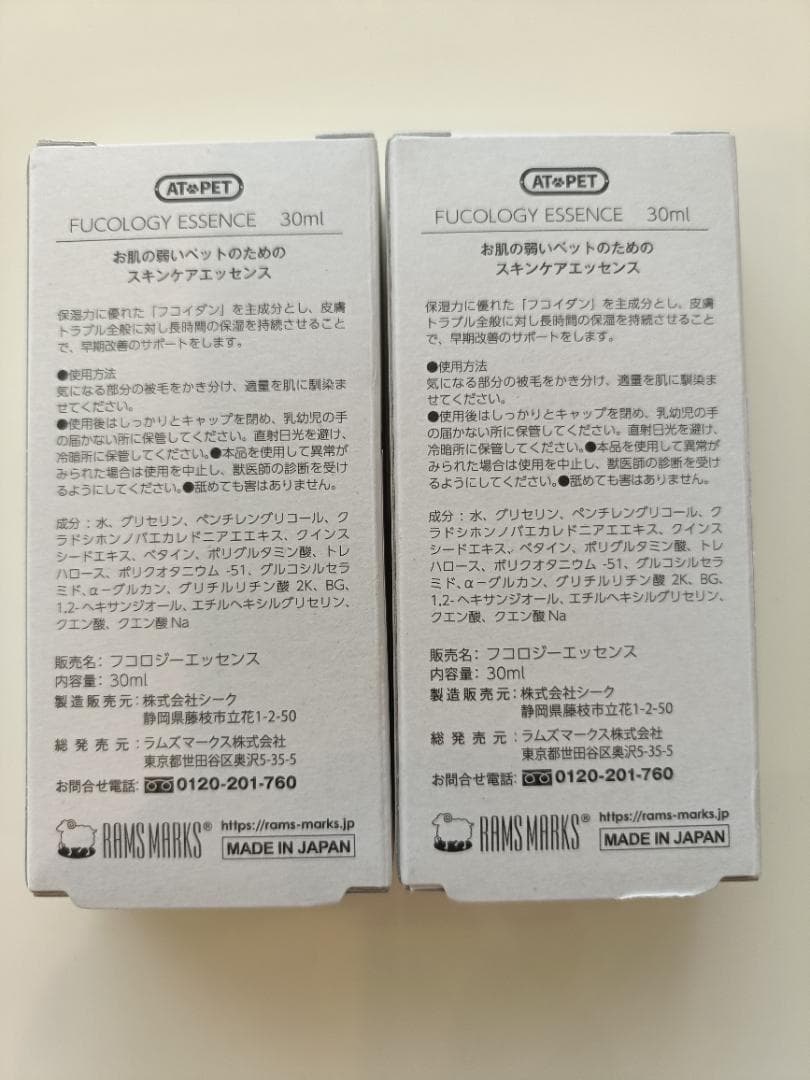 AT PET
FUCOLOGY ESSENCE 30ml
お肌の弱いペットのための
スキンケアエッセンス
保湿力に優れた「フコイダン」を主成分とし、皮膚
トラブル全般に対し長時間の保湿を持続させること
で、早期改善のサポートをします。
●使用方法
気になる部分の被毛をかき分け、適量を肌に馴染ま
せてください。
●使用後はしっかりとキャップを閉め、乳幼児の手
の届かない所に保管してください。直射日光を避け、
冷暗所に保管してください。●本品を使用して異常が
みられた場合は使用を中止し、獣医師の診断を受け
るようにしてください。●舐めても害はありません。
成分：水、グリセリン、ペンチレングリコール、ク
ラドシホンノバエカレドニアエエキス、クインス
シードエキス、ベタイン、ポリグルタミン酸、トレ
ハロース、ポリクオタニウム -51、グルコシルセラ
ミド、α－グルカン、グリチルリチン酸 2K、BG、
1,2-ヘキサンジオール、エチルヘキシルグリセリン、
クエン酸、クエン酸 Na
販売名：フコロジーエッセンス
内容量：30ml
製造販売元：株式会社シーク
静岡県藤枝市立花1-2-50
総発売元：ラムズマークス株式会社
東京都世田谷区奥沢5-35-5
お問合せ電話：0120-201-760
RAMS MARKS®
https://rams-marks.jp
MADE IN JAPAN
AT PET
FUCOLOGY ESSENCE 30ml
お肌の弱いペットのための
スキンケアエッセンス
保湿力に優れた「フコイダン」を主成分とし、皮膚
トラブル全般に対し長時間の保湿を持続させること
で、早期改善のサポートをします。
●使用方法
気になる部分の被毛をかき分け、適量を肌に馴染ま
せてください。
●使用後はしっかりとキャップを閉め、乳幼児の手
の届かない所に保管してください。直射日光を避け、
冷暗所に保管してください。●本品を使用して異常が
みられた場合は使用を中止し、獣医師の診断を受け
るようにしてください。●舐めても害はありません。
成分：水、グリセリン、ペンチレングリコール、ク
ラドシホンノバエカレドニアエエキス、クインス
シードエキス、ベタイン、ポリグルタミン酸、トレ
ハロース、ポリクオタニウム -51、グルコシルセラ
ミド、α－グルカン、グリチルリチン酸 2K、BG、
1,2-ヘキサンジオール、エチルヘキシルグリセリン、
クエン酸、クエン酸 Na
販売名：フコロジーエッセンス
内容量：30ml
製造販売元：株式会社シーク
静岡県藤枝市立花1-2-50
総発売元：ラムズマークス株式会社
東京都世田谷区奥沢5-35-5
お問合せ電話：0120-201-760
RAMS MARKS®
https://rams-marks.jp
MADE IN JAPAN